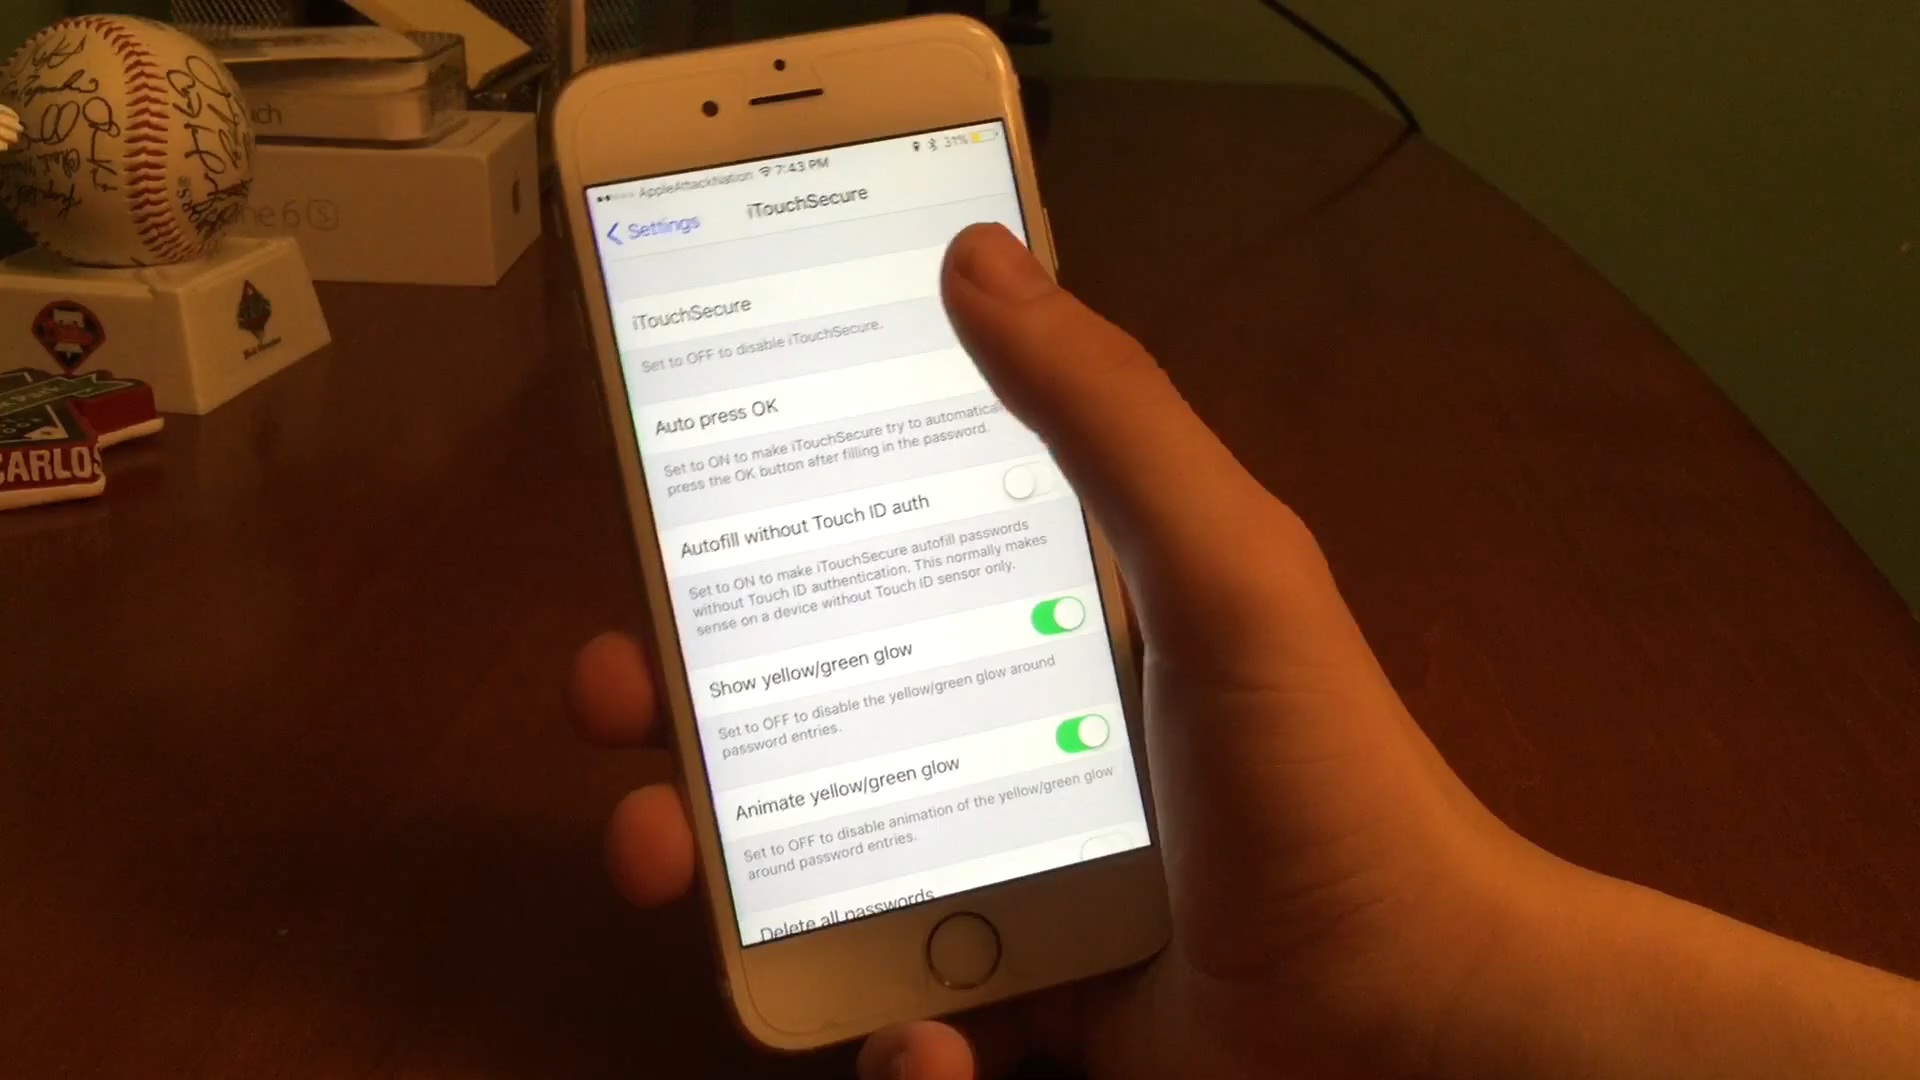 AppleAttackNation 7:43 PM 31%
Settings
iTouchSecure
iTouchSecure
Set to OFF to disable iTouchSecure.
Auto press OK
Set to ON to make iTouchSecure try to automatical
press the OK button after filling in the password.
Autofill without Touch ID auth
Set to ON to make iTouchSecure autofill passwords
without Touch ID authentication. This normally makes
sense on a device without Touch ID sensor only.
Show yellow/green glow
Set to OFF to disable the yellow/green glow around
password entries.
Animate yellow/green glow
Set to OFF to disable animation of the yellow/green glow
around password entries.
Delete all passwords
ne 6 S
CARLOS